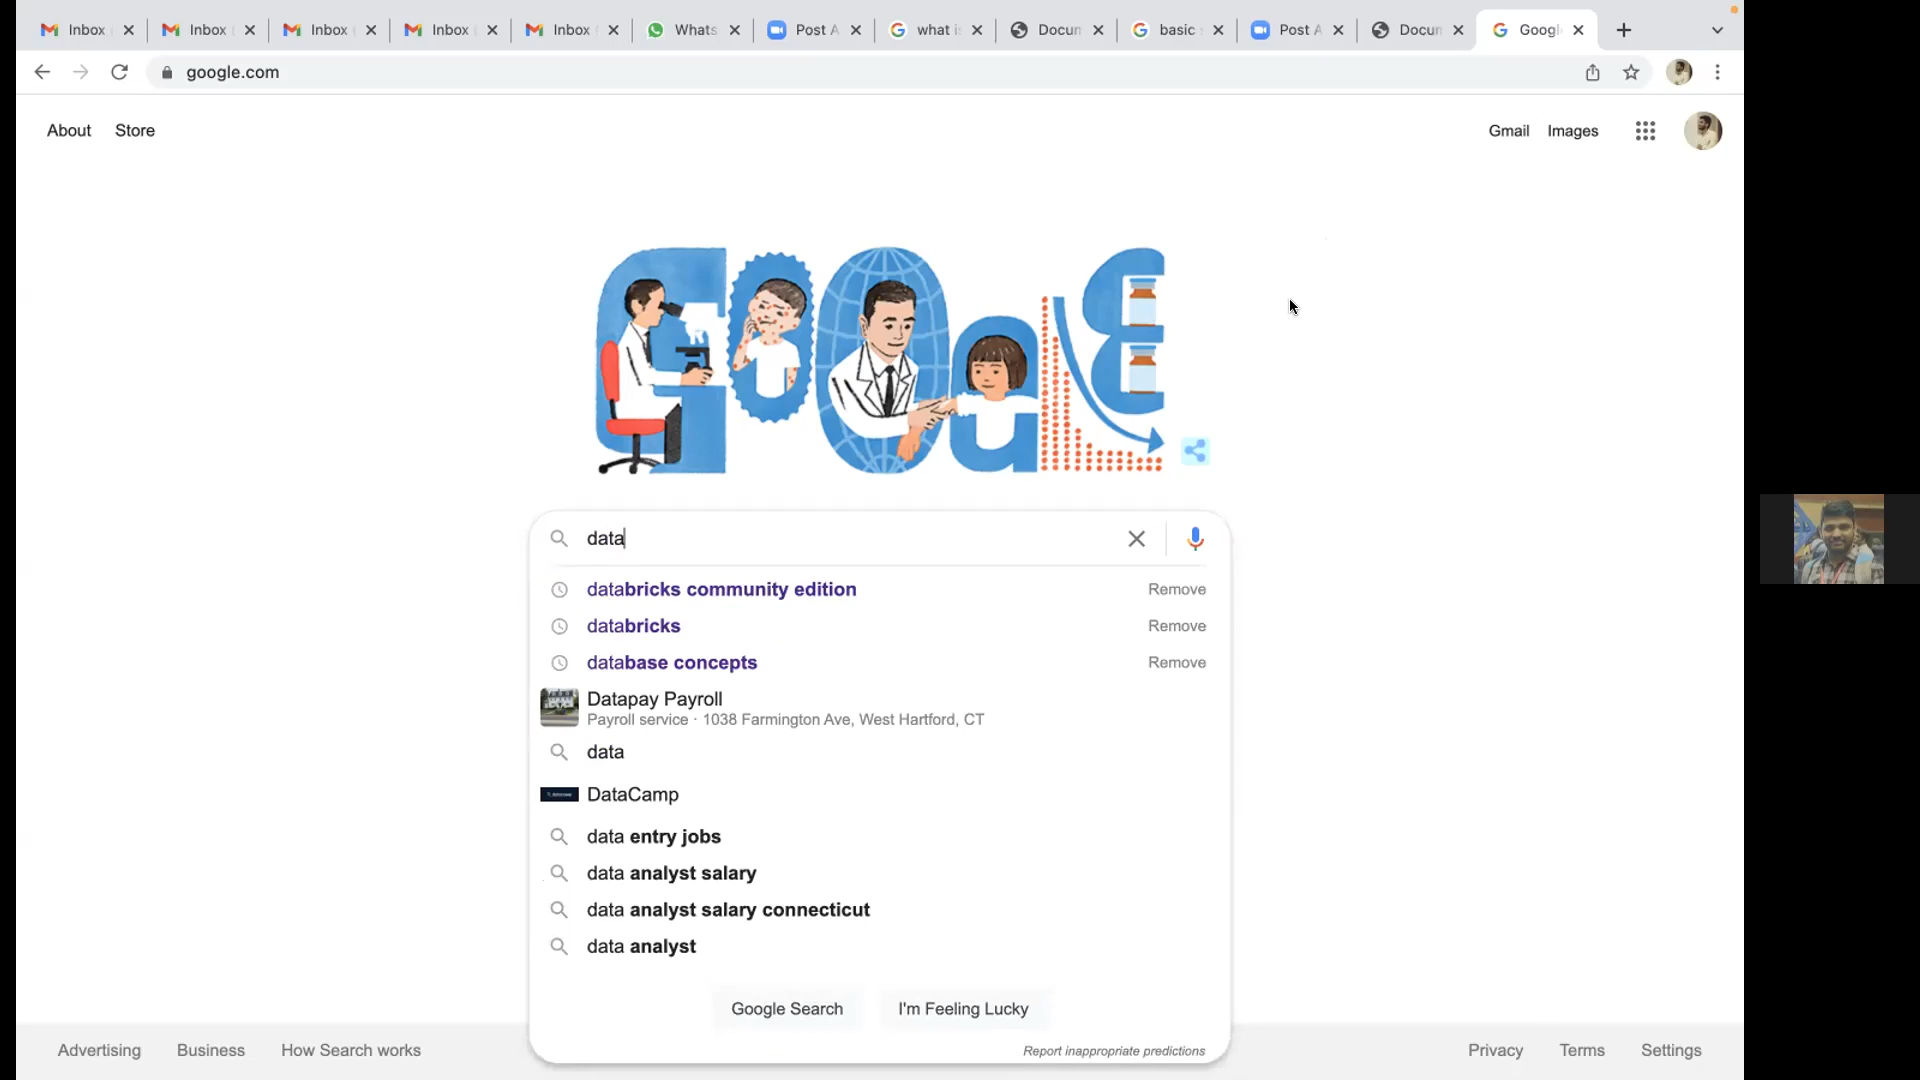 Inbox
Inbox
Inbox
Inbox
Inbox
Whats
Post A
what i
Docum
basic
Post A
Docum
Googl
google.com
About
Store
Gmail
Images
data
databricks community edition
Remove
databricks
Remove
database concepts
Remove
Datapay Payroll
Payroll service · 1038 Farmington Ave, West Hartford, CT
data
DataCamp
data entry jobs
data analyst salary
data analyst salary connecticut
data analyst
Google Search
I'm Feeling Lucky
Report inappropriate predictions
Advertising
Business
How Search works
Privacy
Terms
Settings